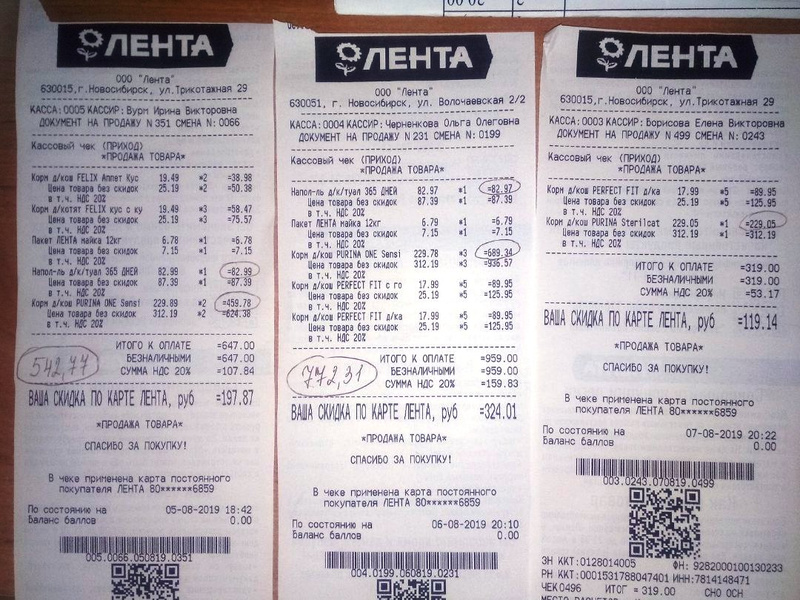 ЛЕНТА
ООО "Лента"
630015,г.Новосибирск, ул.Трикотажная 29
КАССА:0005 КАССИР:Вурм Ирина Викторовна
ДОКУМЕНТ НА ПРОДАЖУ N 351 СМЕНА N:0066
Кассовый чек (ПРИХОД)
*ПРОДАЖА ТОВАРА*
Корм д/кош FELIX Аппет Кус 19.49 *2 =38.98
Цена товара без скидок 25.19 *2 =50.38
в т.ч. НДС 20%
Корм д/котят FELIX кус с ку 19.49 *3 =58.47
Цена товара без скидок 25.19 *3 =75.57
в т.ч. НДС 20%
Пакет ЛЕНТА майка 12кг 6.78 *1 =6.78
Цена товара без скидок 7.15 *1 =7.15
в т.ч. НДС 20%
Напол-ль д/к/туал 365 ДНЕЙ 82.99 *1 =82.99
Цена товара без скидок 87.39 *1 =87.39
в т.ч. НДС 20%
Корм д/кош PURINA ONE Sensi 229.89 *2 =459.78
Цена товара без скидок 312.19 *2 =624.38
в т.ч. НДС 20%
ИТОГО К ОПЛАТЕ =647.00
БЕЗНАЛИЧНЫМИ =647.00
СУММА НДС 20% =107.84
542,77
ВАША СКИДКА ПО КАРТЕ ЛЕНТА, руб =197.87
*ПРОДАЖА ТОВАРА*
СПАСИБО ЗА ПОКУПКУ!
В чеке применена карта постоянного
покупателя ЛЕНТА 80******6859
По состоянию на 05-08-2019 18:42
Баланс баллов 0.00
005.0066.050819.0351
ЛЕНТА
ООО "Лента"
630051, г. Новосибирск, ул. Волочаевская 2/2
КАССА:0004 КАССИР:Черненкова Ольга Олеговна
ДОКУМЕНТ НА ПРОДАЖУ N 231 СМЕНА N:0199
Кассовый чек (ПРИХОД)
*ПРОДАЖА ТОВАРА*
Напол-ль д/к/туал 365 ДНЕЙ 82.97 *1 =82.97
Цена товара без скидок 87.39 *1 =87.39
в т.ч. НДС 20%
Пакет ЛЕНТА майка 12кг 6.79 *1 =6.79
Цена товара без скидок 7.15 *1 =7.15
в т.ч. НДС 20%
Корм д/кош PURINA ONE Sensi 229.78 *3 =689.34
Цена товара без скидок 312.19 *3 =936.57
в т.ч. НДС 20%
Корм д/кош PERFECT FIT с го 17.99 *5 =89.95
Цена товара без скидок 25.19 *5 =125.95
в т.ч. НДС 20%
Корм д/кош PERFECT FIT д/ка 17.99 *5 =89.95
Цена товара без скидок 25.19 *5 =125.95
в т.ч. НДС 20%
ИТОГО К ОПЛАТЕ =959.00
БЕЗНАЛИЧНЫМИ =959.00
СУММА НДС 20% =159.83
772,31
ВАША СКИДКА ПО КАРТЕ ЛЕНТА, руб =324.01
*ПРОДАЖА ТОВАРА*
СПАСИБО ЗА ПОКУПКУ!
В чеке применена карта постоянного
покупателя ЛЕНТА 80******6859
По состоянию на 06-08-2019 20:10
Баланс баллов 0.00
004.0199.060819.0231
ЛЕНТА
ООО "Лента"
630015,г.Новосибирск, ул.Трикотажная 29
КАССА:0003 КАССИР:Борисова Елена Викторовна
ДОКУМЕНТ НА ПРОДАЖУ N 499 СМЕНА N:0243
Кассовый чек (ПРИХОД)
*ПРОДАЖА ТОВАРА*
Корм д/кош PERFECT FIT д/ка 17.99 *5 =89.95
Цена товара без скидок 25.19 *5 =125.95
в т.ч. НДС 20%
Корм д/кош PURINA Sterilcat 229.05 *1 =229.05
Цена товара без скидок 312.19 *1 =312.19
в т.ч. НДС 20%
ИТОГО К ОПЛАТЕ =319.00
БЕЗНАЛИЧНЫМИ =319.00
СУММА НДС 20% =53.17
ВАША СКИДКА ПО КАРТЕ ЛЕНТА, руб =119.14
*ПРОДАЖА ТОВАРА*
СПАСИБО ЗА ПОКУПКУ!
В чеке применена карта постоянного
покупателя ЛЕНТА 80******6859
По состоянию на 07-08-2019 20:22
Баланс баллов 0.00
003.0243.070819.0499
ЗН ККТ:0128014005 ФН: 9282000100130233
РН ККТ:0001531788047401 ИНН:7814148471
ЧЕК 0496 ИТОГ = 319.00 СНО ОСН